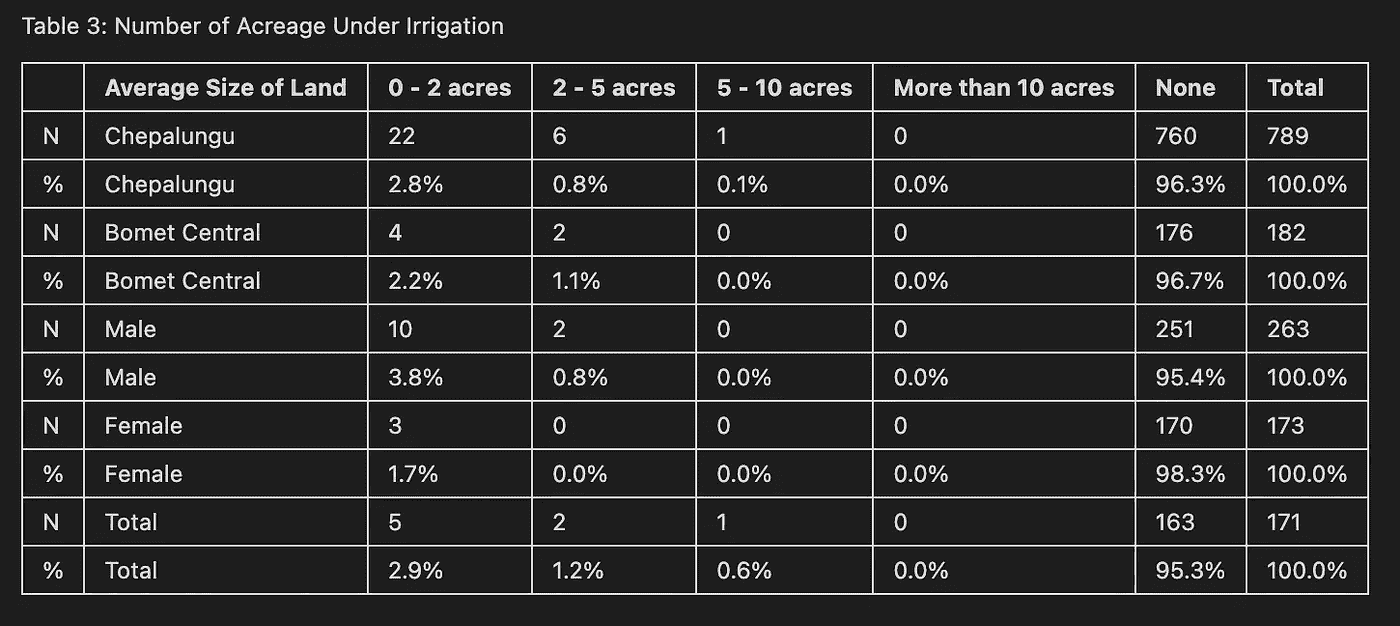 Table 3: Number of Acreage Under Irrigation
Average Size of Land 0 - 2 acres 2 - 5 acres 5 - 10 acres More than 10 acres None Total
N Chepalungu 22 6 1 0 760 789
% Chepalungu 2.8% 0.8% 0.1% 0.0% 96.3% 100.0%
N Bomet Central 4 2 0 0 176 182
% Bomet Central 2.2% 1.1% 0.0% 0.0% 96.7% 100.0%
N Male 10 2 0 0 251 263
% Male 3.8% 0.8% 0.0% 0.0% 95.4% 100.0%
N Female 3 0 0 0 170 173
% Female 1.7% 0.0% 0.0% 0.0% 98.3% 100.0%
N Total 5 2 1 0 163 171
% Total 2.9% 1.2% 0.6% 0.0% 95.3% 100.0%